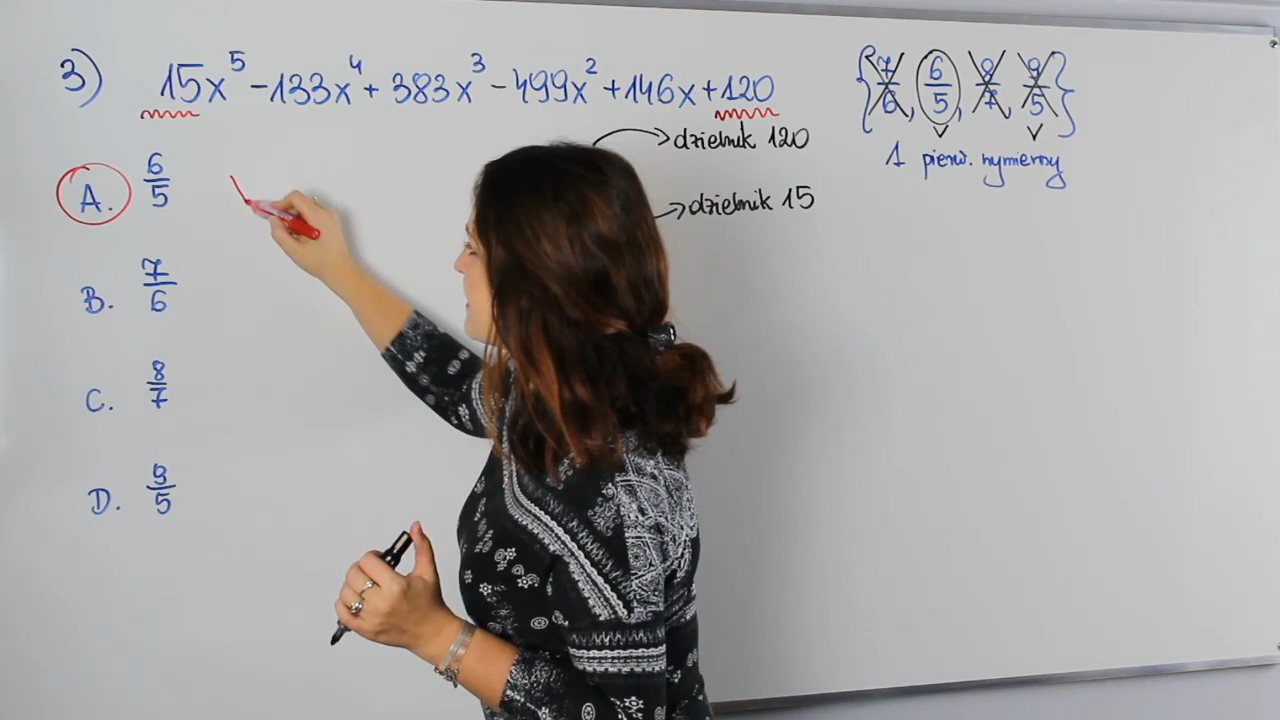 3) 15x⁵ -133x⁴ + 383x³ - 499x² +146x+120
{7/6, 6/5, 8/7, 9/5}
1 pierw. wymierny
dzielnik 120
dzielnik 15
A. 6/5
B. 7/6
C. 8/7
D. 9/5